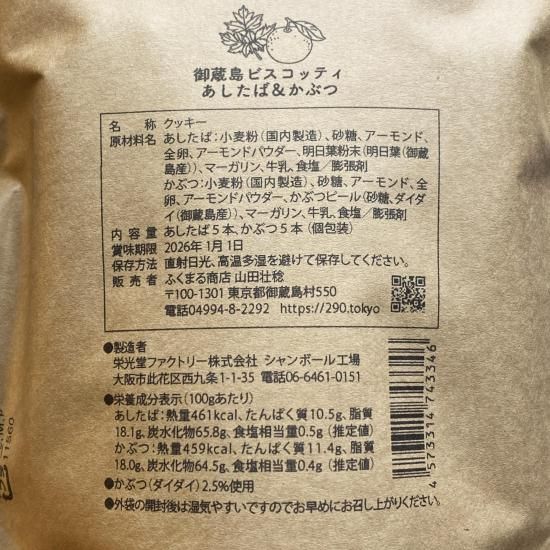 御蔵島ビスコッティ
あしたば&かぶつ
名称 クッキー
原材料名 あしたば：小麦粉（国内製造）、砂糖、アーモンド、
全卵、アーモンドパウダー、明日葉粉末（明日葉（御蔵
島産））、マーガリン、牛乳、食塩／膨張剤
かぶつ：小麦粉（国内製造）、砂糖、アーモンド、全
卵、アーモンドパウダー、かぶつピール（砂糖、ダイダ
イ（御蔵島産））、マーガリン、牛乳、食塩／膨張剤
内容量 あしたば5本、かぶつ5本（個包装）
賞味期限 2026年1月1日
保存方法 直射日光、高温多湿を避けて保存してください。
販売者 ふくまる商店 山田壮稔
〒100-1301 東京都御蔵島村550
電話04994-8-2292 https://290.tokyo
●製造者
栄光堂ファクトリー株式会社 シャンボール工場
大阪市此花区西九条1-1-35 電話06-6461-0151
●栄養成分表示（100gあたり）
あしたば：熱量461kcal、たんぱく質10.5g、脂質
18.1g、炭水化物65.8g、食塩相当量0.5g（推定値）
かぶつ：熱量459kcal、たんぱく質11.4g、脂質
18.0g、炭水化物64.5g、食塩相当量0.4g（推定値）
●かぶつ（ダイダイ）2.5%使用
●外袋の開封後は湿気やすいですのでお早めにお召し上がりください。
4573314743346
11560